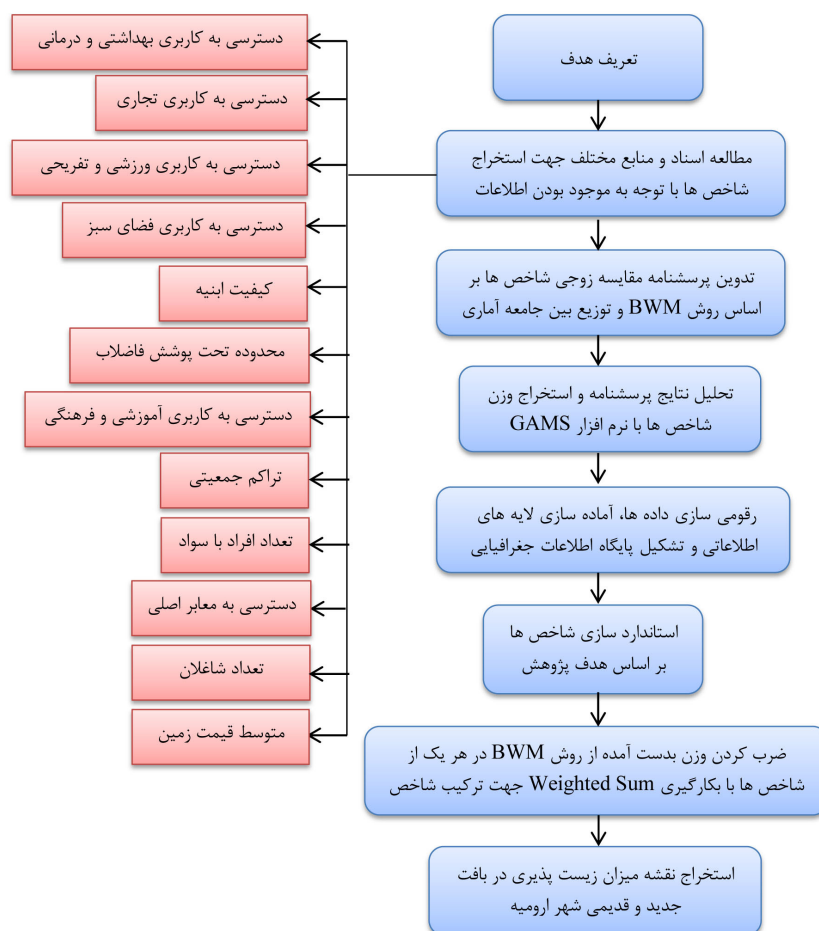 تعریف هدف
مطالعه اسناد و منابع مختلف جهت استخراج
شاخص ها با توجه به موجود بودن اطلاعات
تدوین پرسشنامه مقایسه زوجی شاخص ها بر
اساس روش BWM و توزیع بین جامعه آماری
تحلیل نتایج پرسشنامه و استخراج وزن
شاخص ها با نرم افزار GAMS
رقومی سازی داده ها، آماده سازی لایه های
اطلاعاتی و تشکیل پایگاه اطلاعات جغرافیایی
استاندارد سازی شاخص ها
بر اساس هدف پژوهش
ضرب کردن وزن بدست آمده از روش BWM در هر یک از
شاخص ها با بکارگیری Weighted Sum جهت ترکیب شاخص
استخراج نقشه میزان زیست پذیری در بافت
جدید و قدیمی شهر ارومیه
دسترسی به کاربری بهداشتی و درمانی
دسترسی به کاربری تجاری
دسترسی به کاربری ورزشی و تفریحی
دسترسی به کاربری فضای سبز
کیفیت ابنیه
محدوده تحت پوشش فاضلاب
دسترسی به کاربری آموزشی و فرهنگی
تراکم جمعیتی
تعداد افراد با سواد
دسترسی به معابر اصلی
تعداد شاغلان
متوسط قیمت زمین